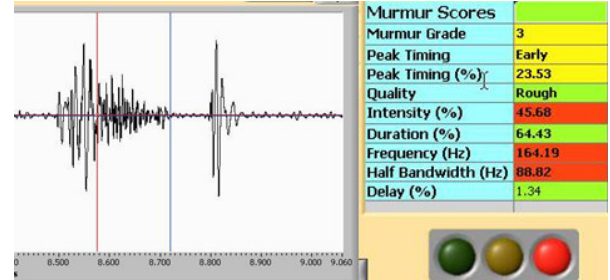 Murmur Scores
Murmur Grade 3
Peak Timing Early
Peak Timing (%) 23.53
Quality Rough
Intensity (%) 45.68
Duration (%) 64.43
Frequency (Hz) 164.19
Half Bandwidth (Hz) 88.82
Delay (%) 1.34
0 8.500 8.600 8.700 8.800 8.900 9.000 9.060
s